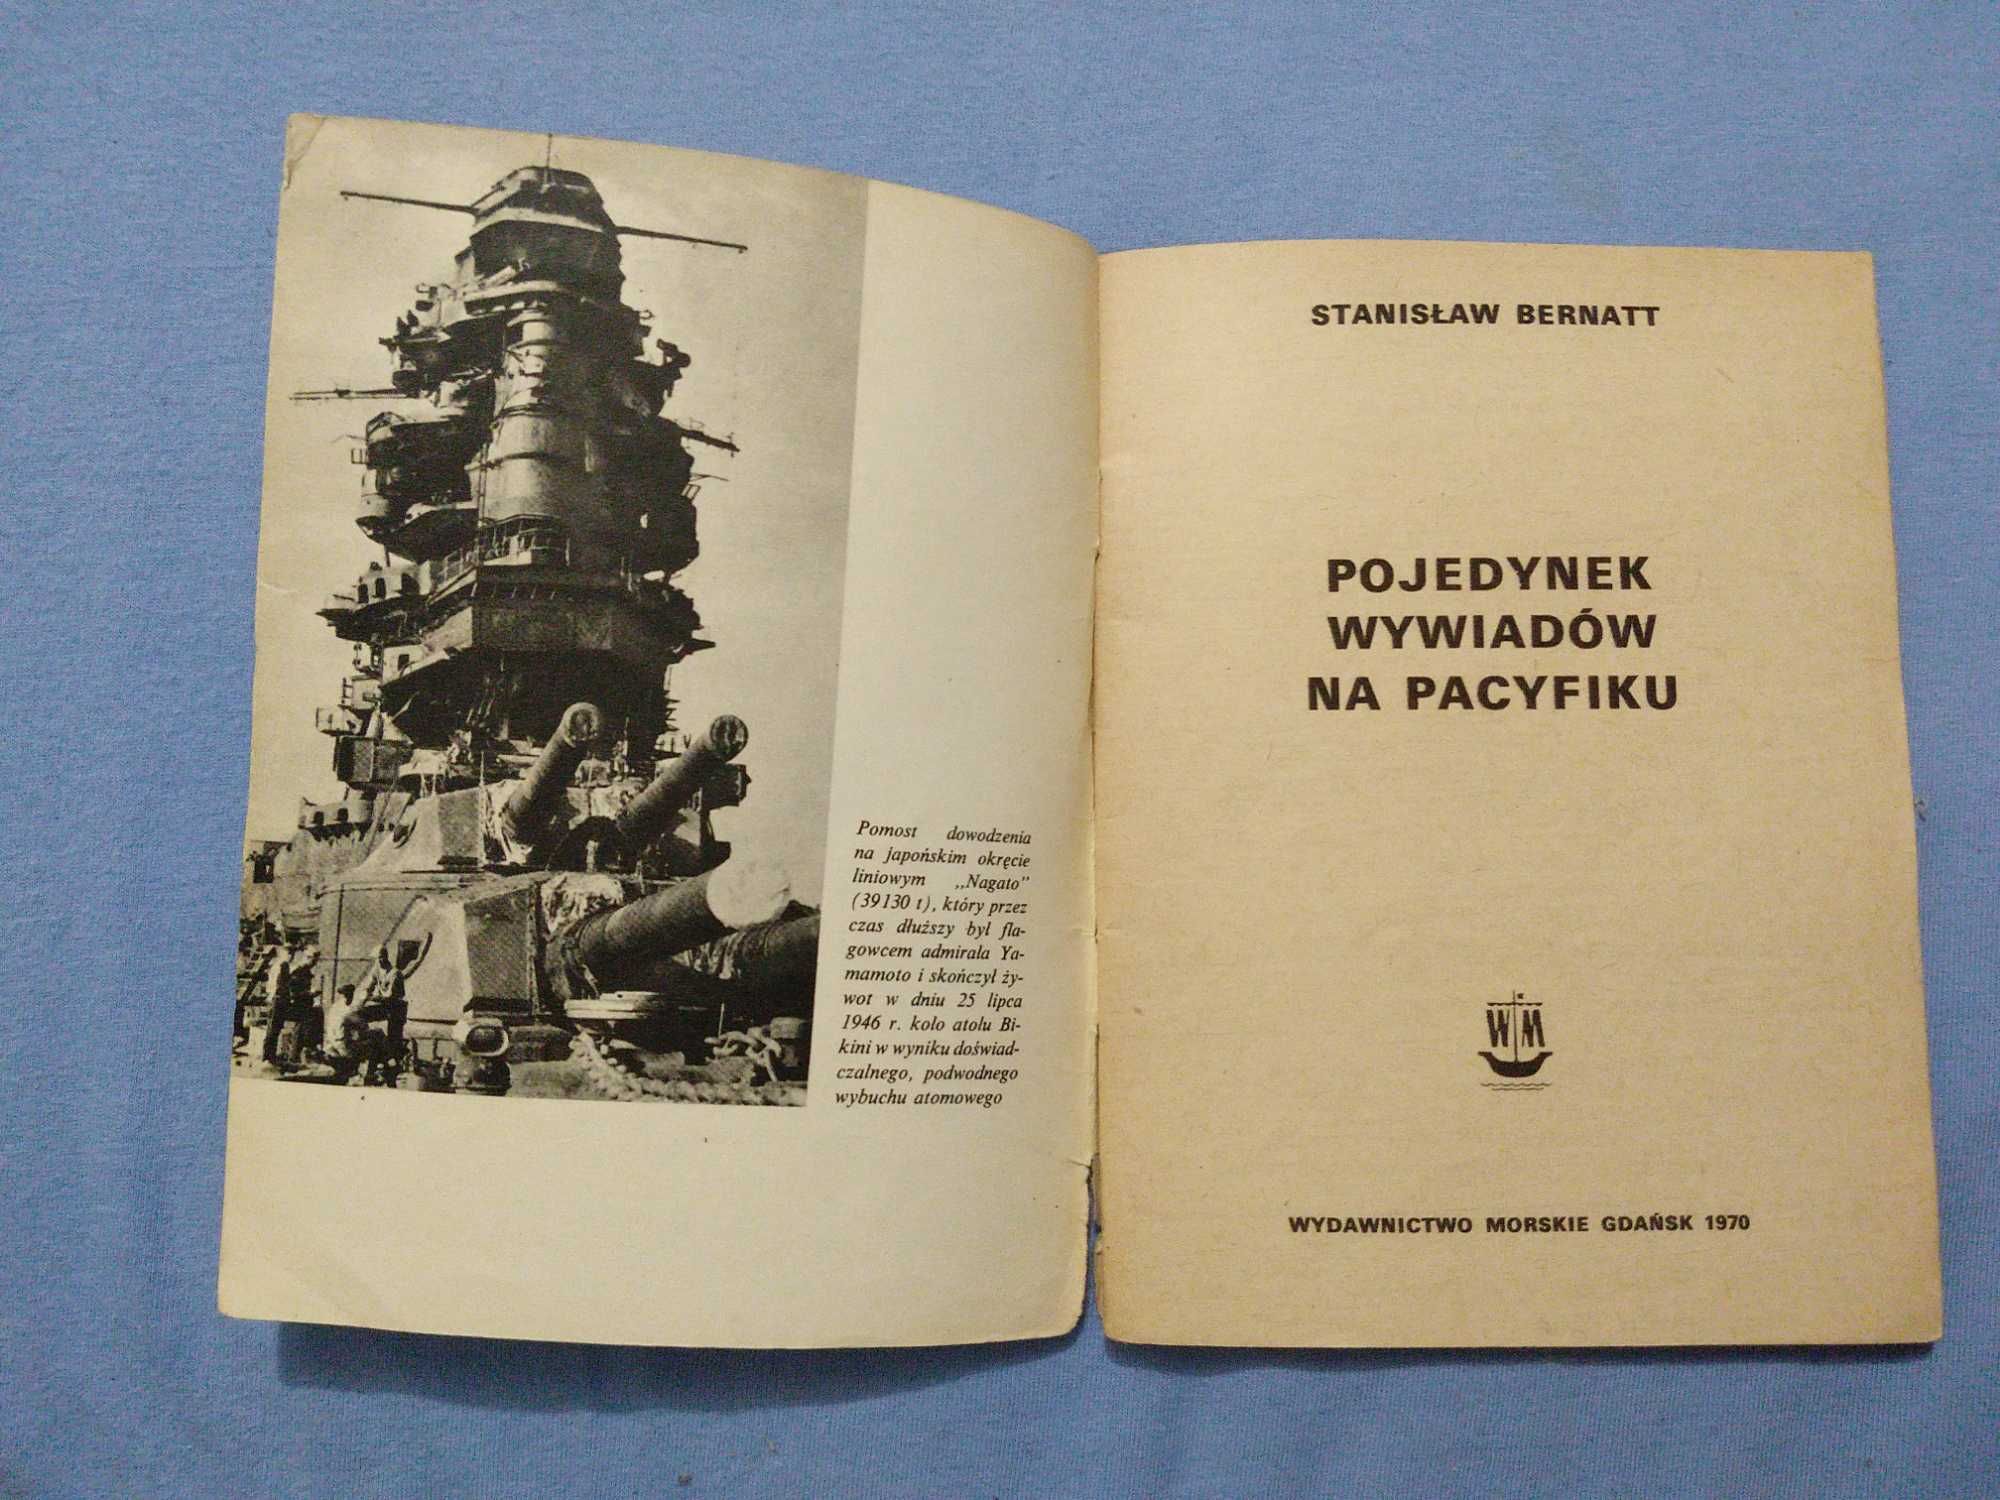 Pomost dowodzenia
na japońskim okręcie
liniowym „Nagato”
(39130 t), który przez
czas dłuższy był fla-
gowcem admirała Ya-
mamoto i skończył ży-
wot w dniu 25 lipca
1946 r. koło atolu Bi-
kini w wyniku doświad-
czalnego, podwodnego
wybuchu atomowego
STANISŁAW BERNATT
POJEDYNEK
WYWIADÓW
NA PACYFIKU
WM
WYDAWNICTWO MORSKIE GDAŃSK 1970